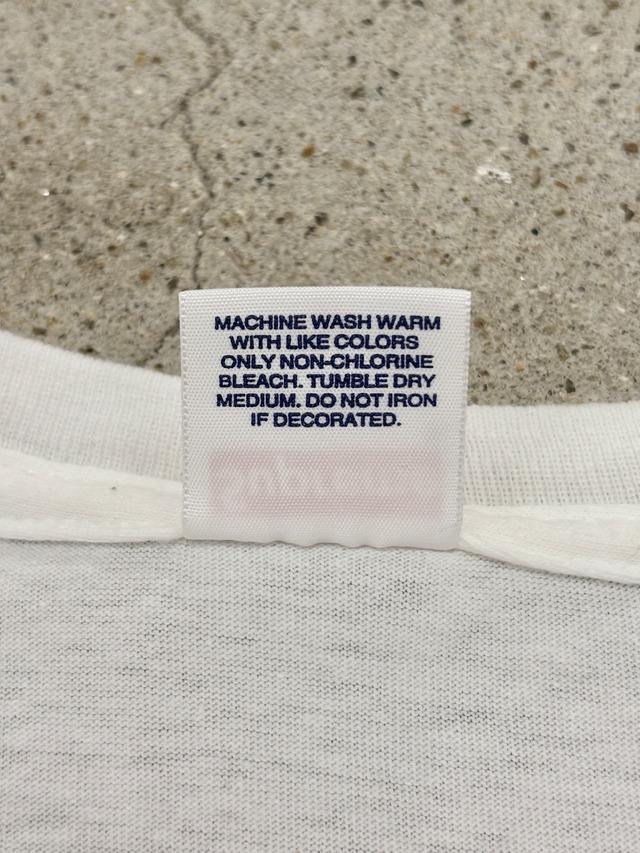 MACHINE WASH WARM
WITH LIKE COLORS
ONLY NON-CHLORINE
BLEACH. TUMBLE DRY
MEDIUM. DO NOT IRON
IF DECORATED.